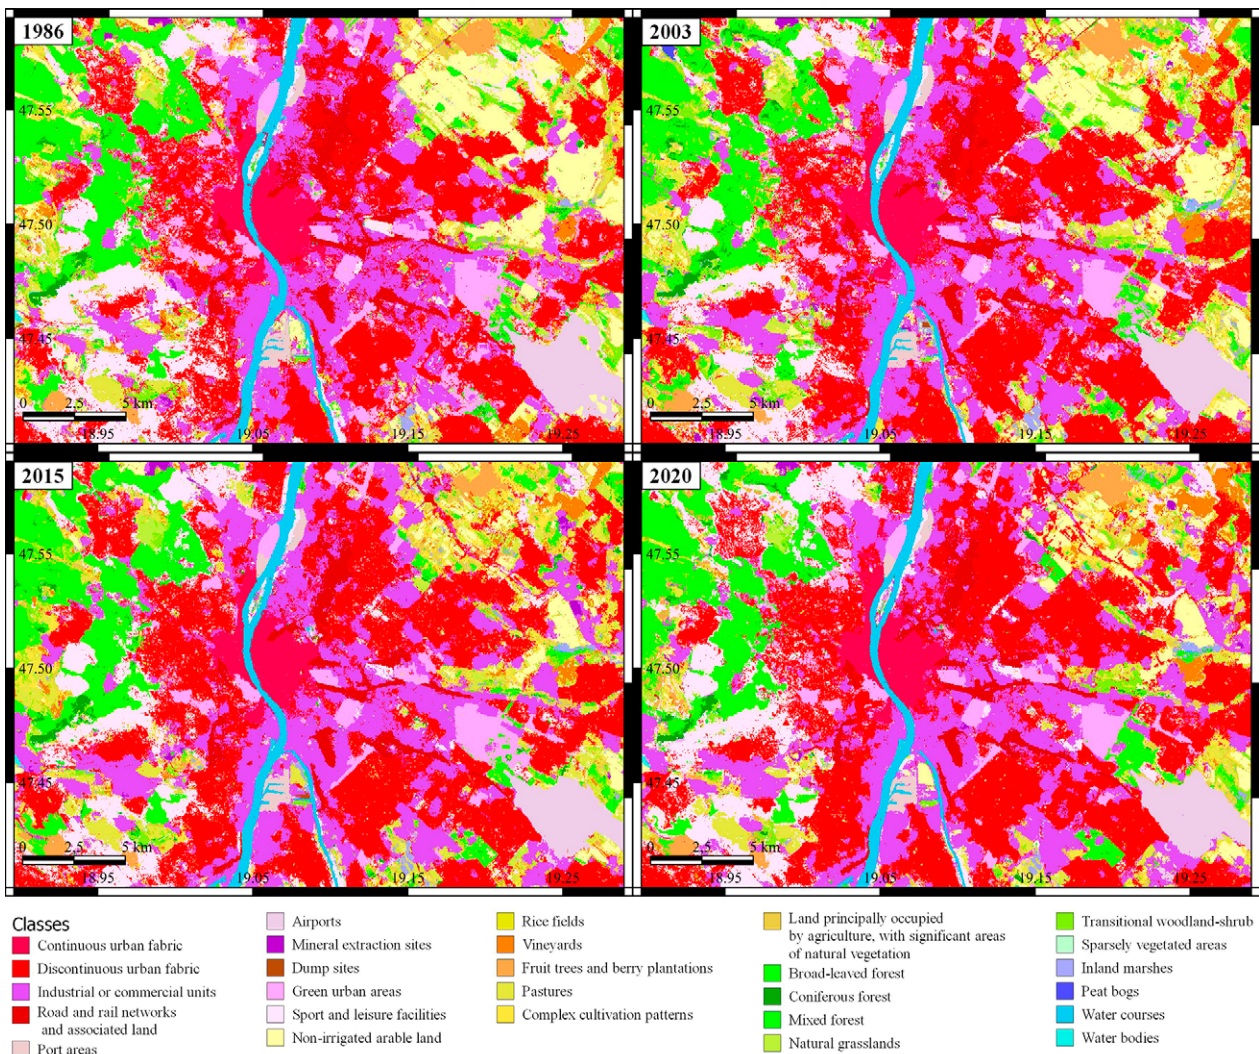 1986
2003
47.55
47.55
47.50
47.50
47.45
47.45
0 2.5 5 km
0 2.5 5 km
18.95 19.05 19.15 19.25
18.95 19.05 19.15 19.25
2015
2020
47.55
47.55
47.50
47.50
47.45
47.45
0 2.5 5 km
0 2.5 5 km
18.95 19.05 19.15 19.25
18.95 19.05 19.15 19.25
Classes
Continuous urban fabric
Discontinuous urban fabric
Industrial or commercial units
Road and rail networks
and associated land
Port areas
Airports
Mineral extraction sites
Dump sites
Green urban areas
Sport and leisure facilities
Non-irrigated arable land
Rice fields
Vineyards
Fruit trees and berry plantations
Pastures
Complex cultivation patterns
Land principally occupied
by agriculture, with significant areas
of natural vegetation
Broad-leaved forest
Coniferous forest
Mixed forest
Natural grasslands
Transitional woodland-shrub
Sparsely vegetated areas
Inland marshes
Peat bogs
Water courses
Water bodies